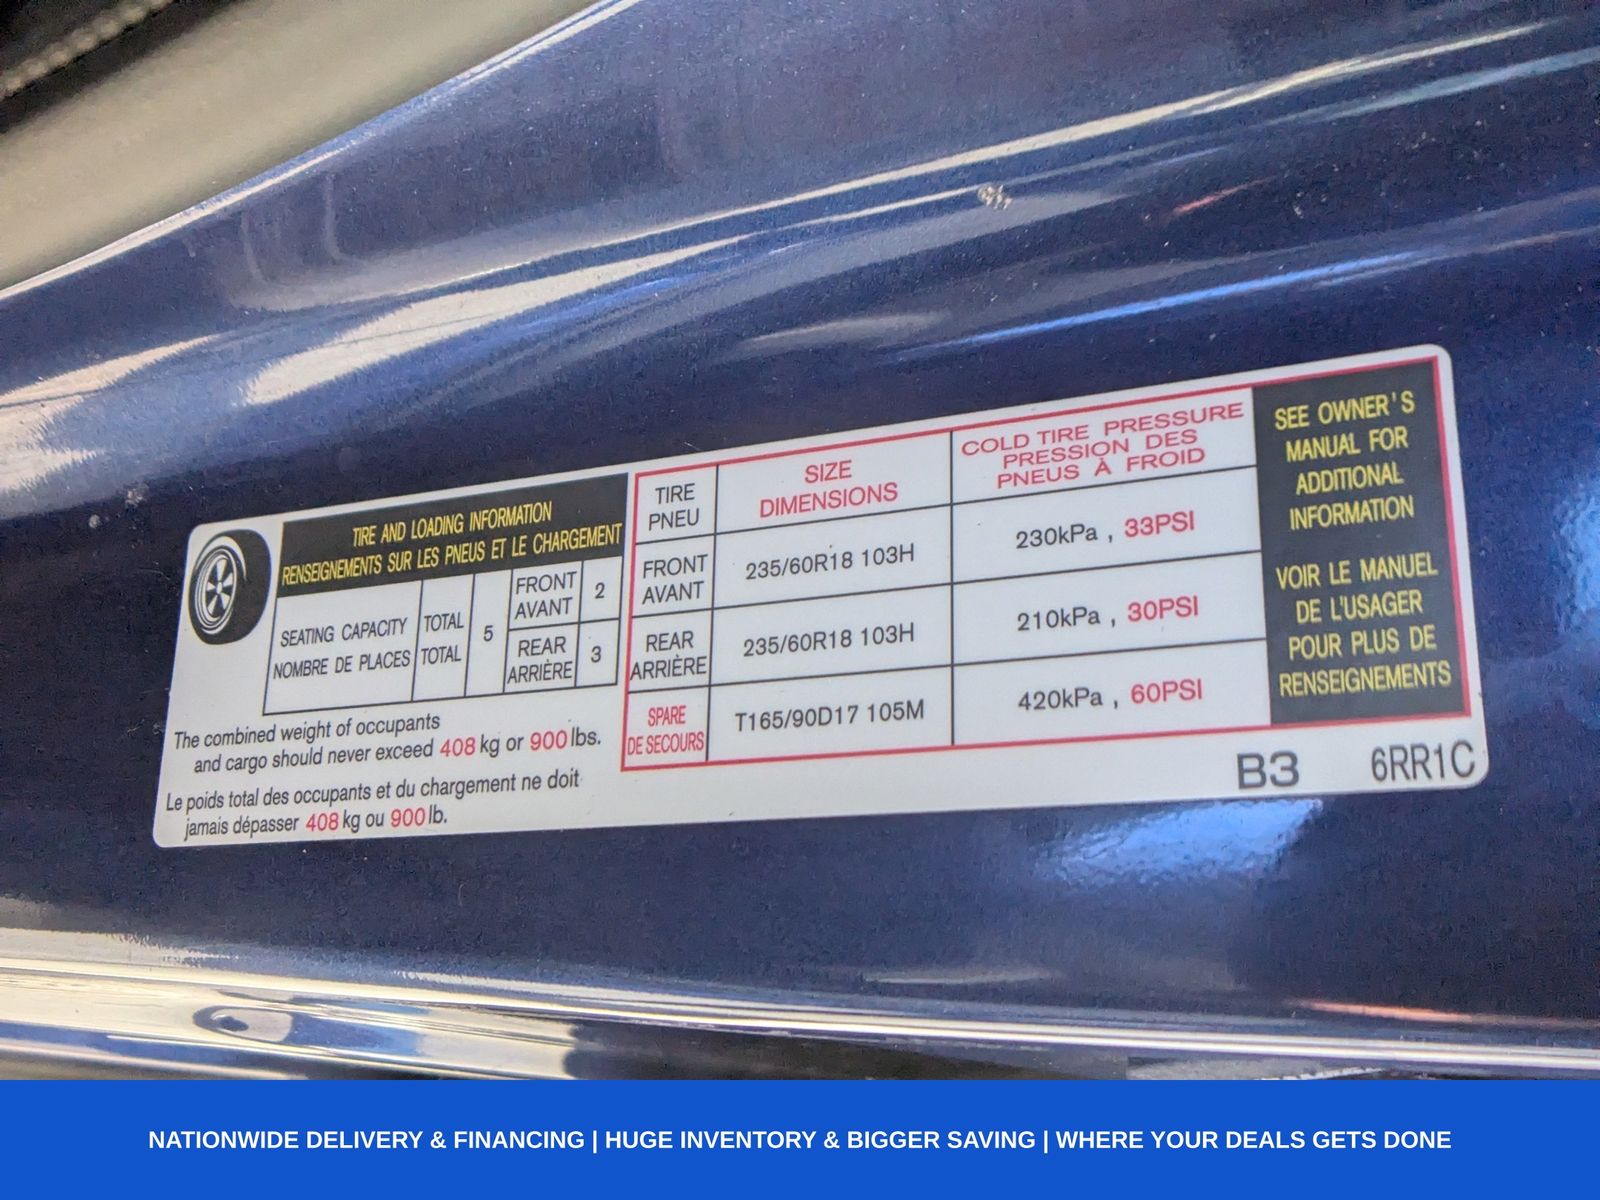 TIRE AND LOADING INFORMATION
RENSEIGNEMENTS SUR LES PNEUS ET LE CHARGEMENT
SEATING CAPACITY
NOMBRE DE PLACES
TOTAL
TOTAL
5
FRONT
AVANT
2
REAR
ARRIÈRE
3
The combined weight of occupants
and cargo should never exceed 408 kg or 900 lbs.
Le poids total des occupants et du chargement ne doit
jamais dépasser 408 kg ou 900 lb.
TIRE
PNEU
SIZE
DIMENSIONS
COLD TIRE PRESSURE
PRESSION DES
PNEUS À FROID
FRONT
AVANT
235/60R18 103H
230kPa , 33PSI
REAR
ARRIÈRE
235/60R18 103H
210kPa , 30PSI
SPARE
DE SECOURS
T165/90D17 105M
420kPa , 60PSI
SEE OWNER'S
MANUAL FOR
ADDITIONAL
INFORMATION
VOIR LE MANUEL
DE L'USAGER
POUR PLUS DE
RENSEIGNEMENTS
B3 6RR1C
NATIONWIDE DELIVERY & FINANCING | HUGE INVENTORY & BIGGER SAVING | WHERE YOUR DEALS GETS DONE